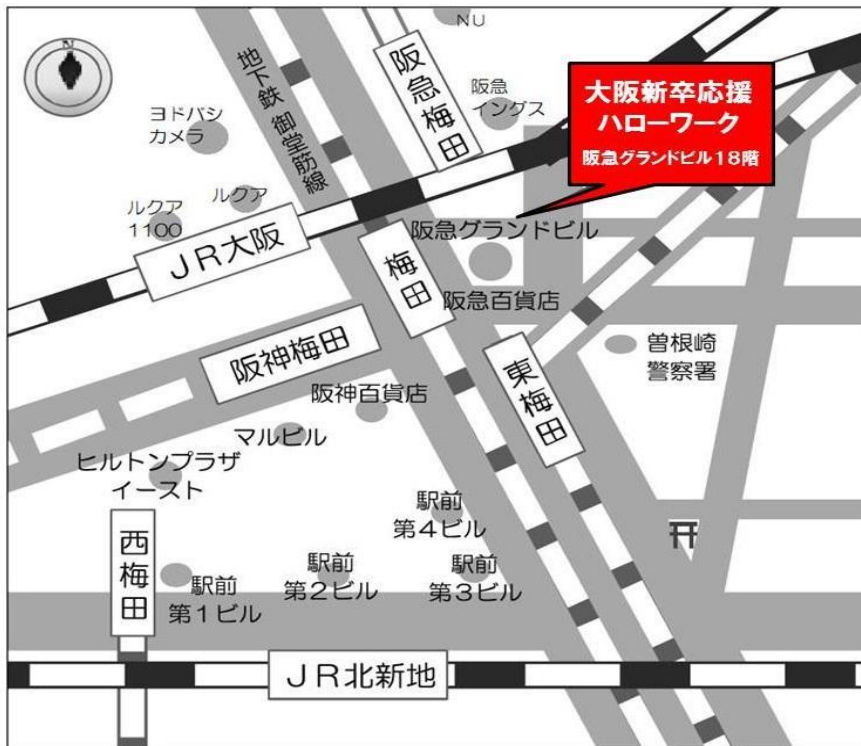 N
NU
地下鉄 御堂筋線
阪急梅田
阪急
イングス
大阪新卒応援
ハローワーク
阪急グランドビル18階
ヨドバシ
カメラ
ルクア
1100
ルクア
JR大阪
梅田
阪急グランドビル
阪急百貨店
阪神梅田
東梅田
曽根崎
警察署
阪神百貨店
マルビル
ヒルトンプラザ
イースト
駅前
第4ビル
西梅田
駅前
第1ビル
駅前
第2ビル
駅前
第3ビル
JR北新地